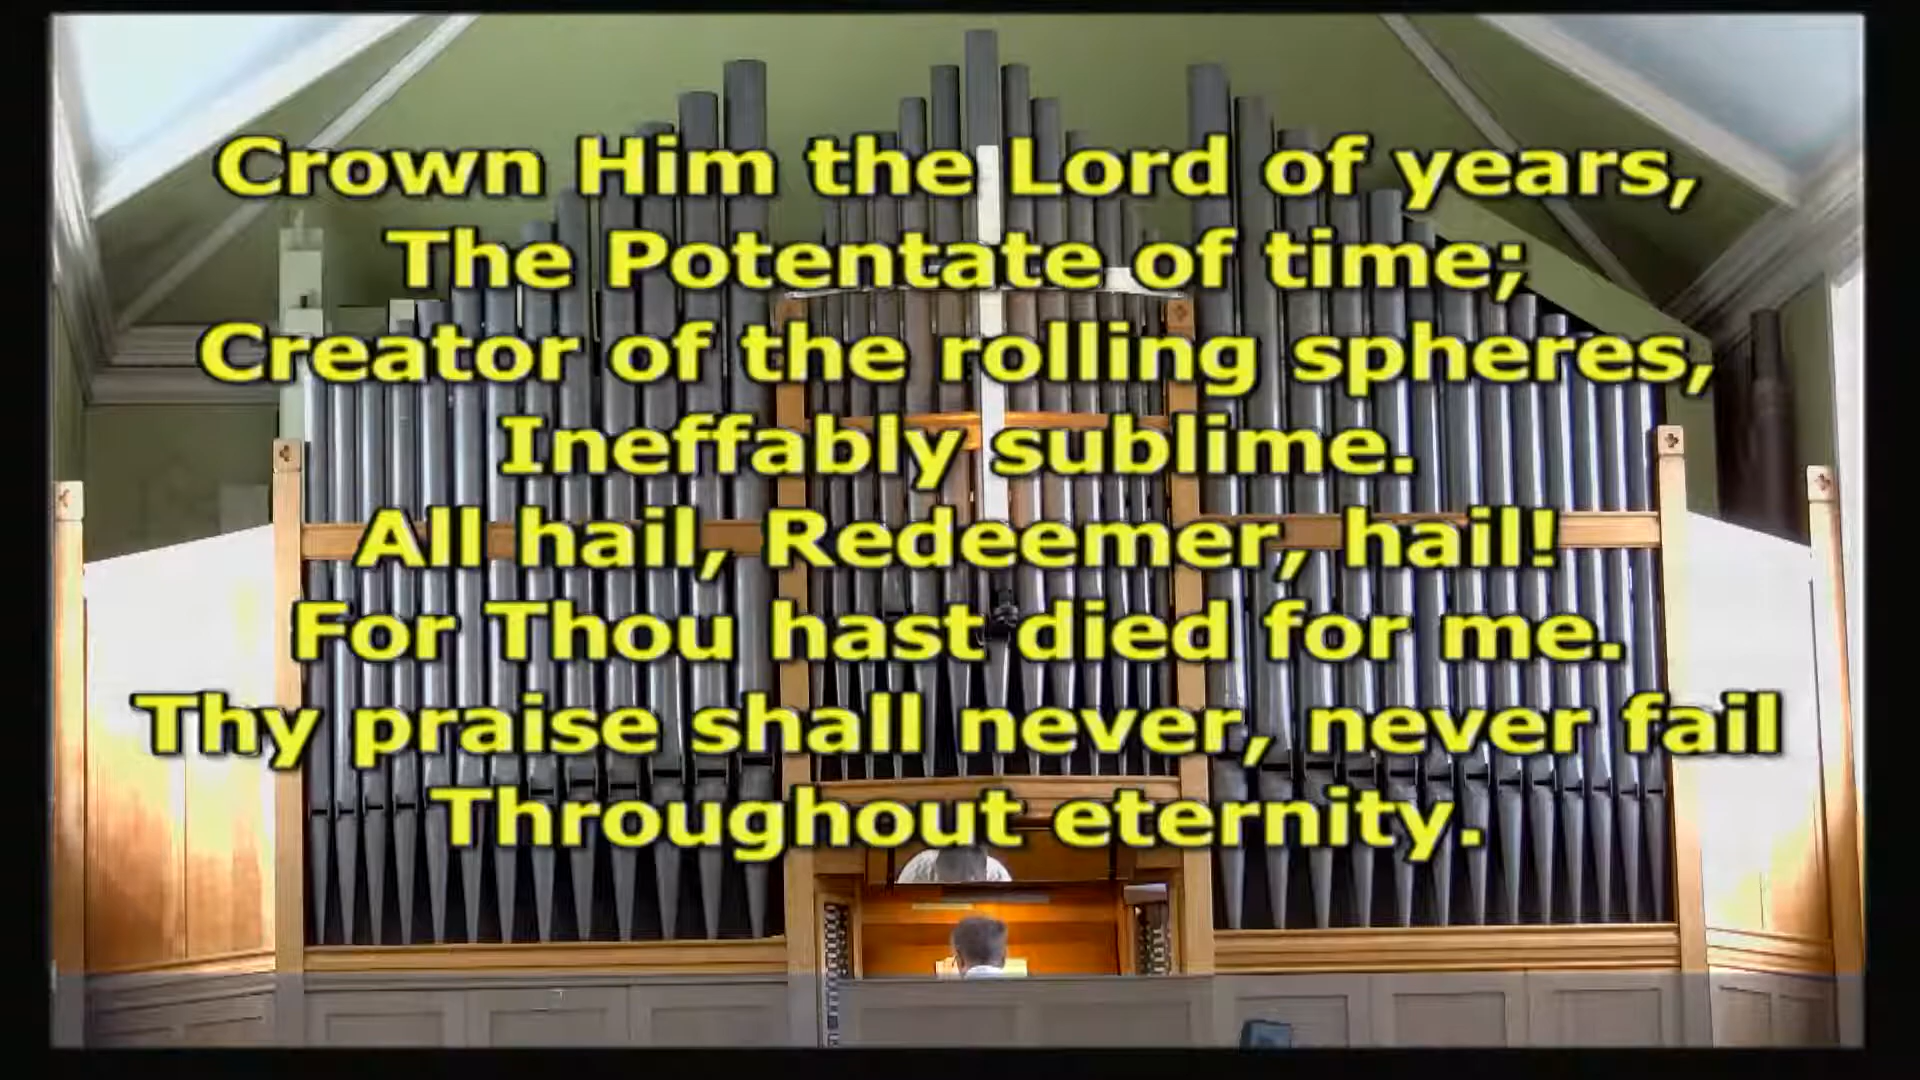 Crown Him the Lord of years,
The Potentate of time;
Creator of the rolling spheres,
Ineffably sublime.
All hail, Redeemer, hail!
For Thou hast died for me.
Thy praise shall never, never fail
Throughout eternity.